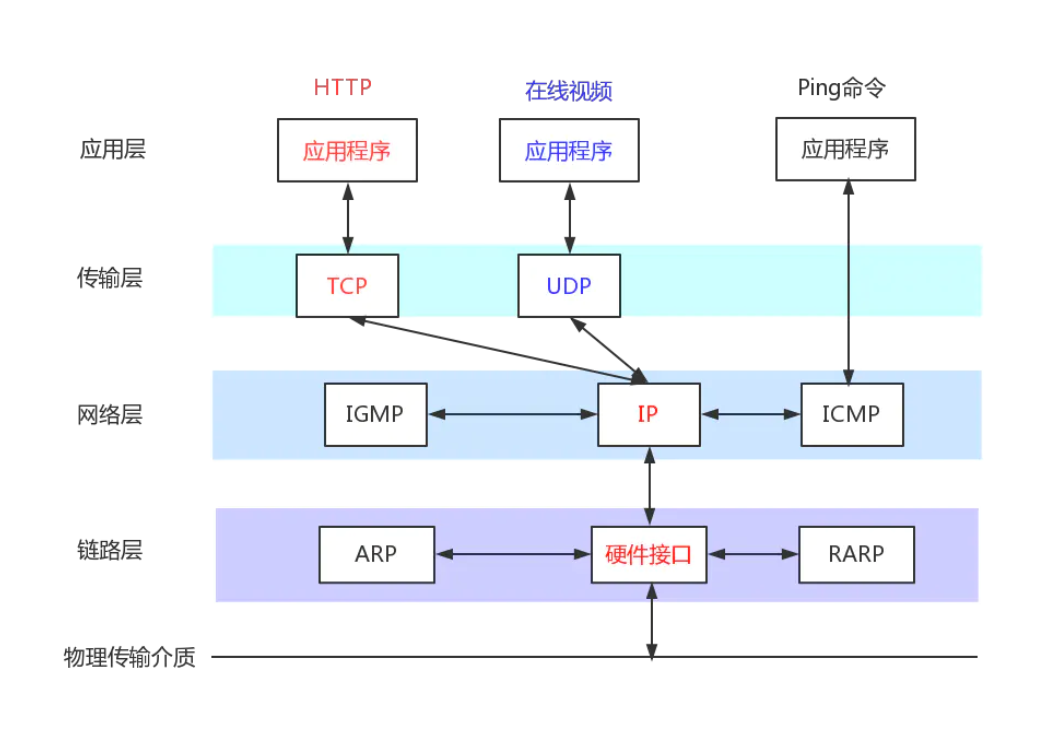 HTTP
在线视频
Ping命令
应用层
应用程序
应用程序
应用程序
传输层
TCP
UDP
网络层
IGMP
IP
ICMP
链路层
ARP
硬件接口
RARP
物理传输介质